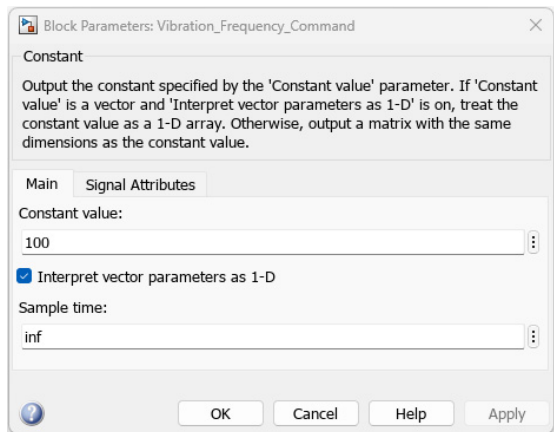 Block Parameters: Vibration_Frequency_Command
Constant
Output the constant specified by the 'Constant value' parameter. If 'Constant
value' is a vector and 'Interpret vector parameters as 1-D' is on, treat the
constant value as a 1-D array. Otherwise, output a matrix with the same
dimensions as the constant value.
Main Signal Attributes
Constant value:
100
Interpret vector parameters as 1-D
Sample time:
inf
? OK Cancel Help Apply